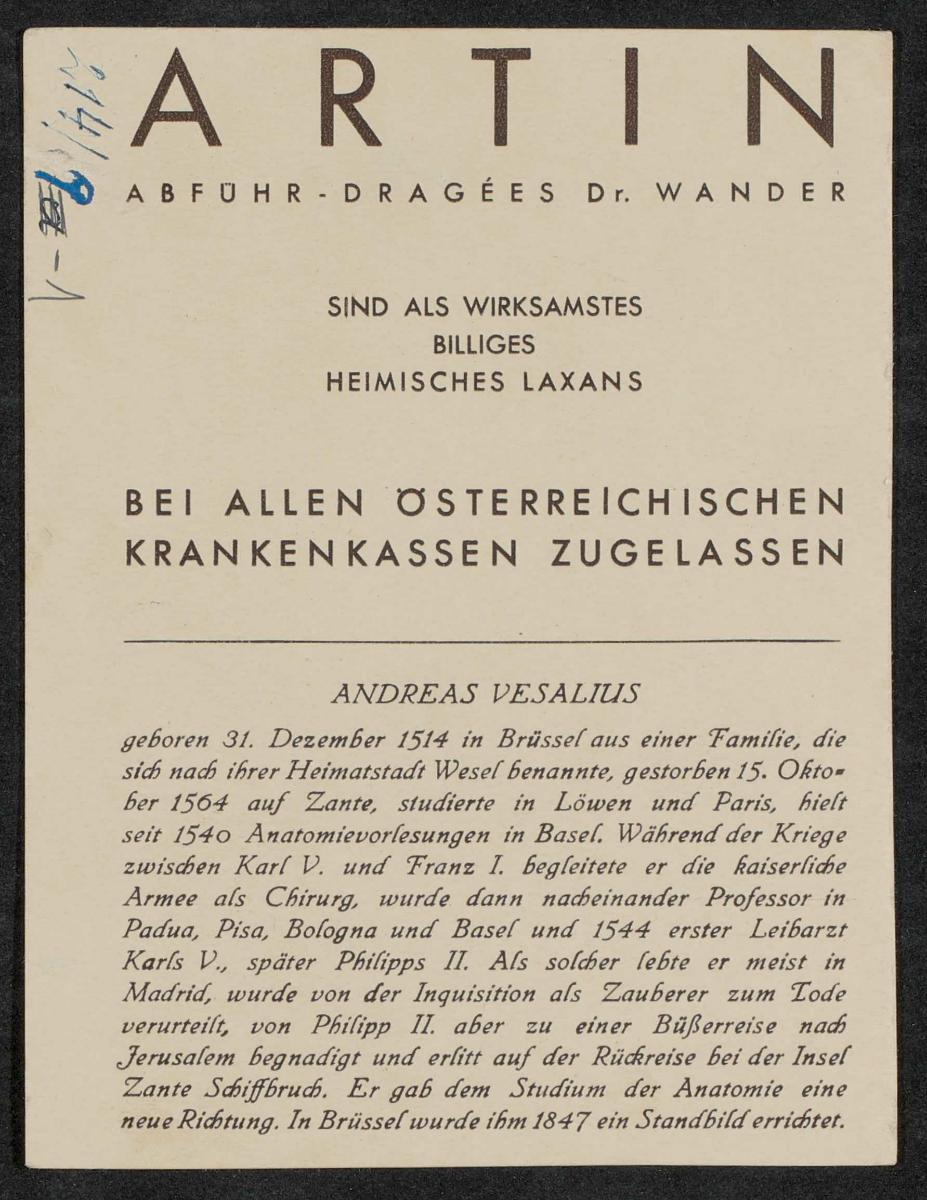 ARTIN
ABFÜHR-DRAGÉES Dr. WANDER
SIND ALS WIRKSAMSTES
BILLIGES
HEIMISCHES LAXANS
BEI ALLEN ÖSTERREICHISCHEN
KRANKENKASSEN ZUGELASSEN
ANDREAS VESALIUS
geboren 31. Dezember 1514 in Brüssel aus einer Familie, die
sich nach ihrer Heimatstadt Wesel benannte, gestorben 15. Okto-
ber 1564 auf Zante, studierte in Löwen und Paris, hielt
seit 1540 Anatomievorlesungen in Basel. Während der Kriege
zwischen Karl V. und Franz I. begleitete er die kaiserliche
Armee als Chirurg, wurde dann nacheinander Professor in
Padua, Pisa, Bologna und Basel und 1544 erster Leibarzt
Karls V., später Philipps II. Als solcher lebte er meist in
Madrid, wurde von der Inquisition als Zauberer zum Tode
verurteilt, von Philipp II. aber zu einer Büßerreise nach
Jerusalem begnadigt und erlitt auf der Rückreise bei der Insel
Zante Schiffbruch. Er gab dem Studium der Anatomie eine
neue Richtung. In Brüssel wurde ihm 1847 ein Standbild errichtet.